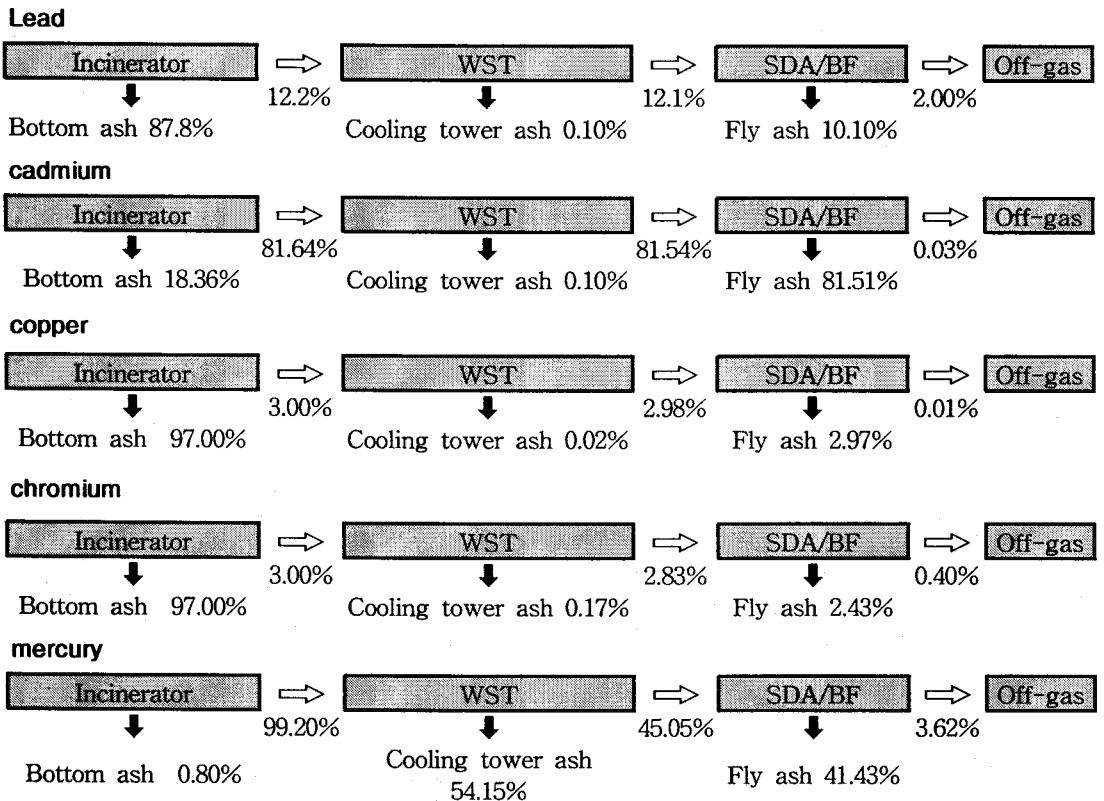 Lead
Incinerator WST SDA/BF Off-gas
12.2% 12.1% 2.00%
Bottom ash 87.8% Cooling tower ash 0.10% Fly ash 10.10%
cadmium
Incinerator WST SDA/BF Off-gas
81.64% 81.54% 0.03%
Bottom ash 18.36% Cooling tower ash 0.10% Fly ash 81.51%
copper
Incinerator WST SDA/BF Off-gas
3.00% 2.98% 0.01%
Bottom ash 97.00% Cooling tower ash 0.02% Fly ash 2.97%
chromium
Incinerator WST SDA/BF Off-gas
3.00% 2.83% 0.40%
Bottom ash 97.00% Cooling tower ash 0.17% Fly ash 2.43%
mercury
Incinerator WST SDA/BF Off-gas
99.20% 45.05% 3.62%
Bottom ash 0.80% Cooling tower ash Fly ash 41.43%
54.15%